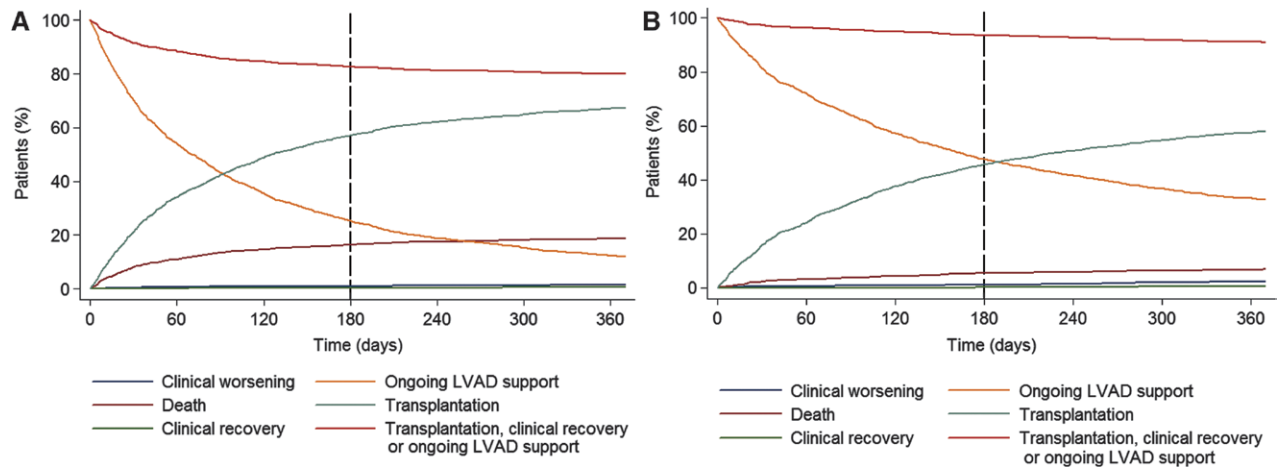 A
100
80
60
40
20
0
Patients (%)
0 60 120 180 240 300 360
Time (days)
Clinical worsening
Death
Clinical recovery
Ongoing LVAD support
Transplantation
Transplantation, clinical recovery
or ongoing LVAD support
B
100
80
60
40
20
0
Patients (%)
0 60 120 180 240 300 360
Time (days)
Clinical worsening
Death
Clinical recovery
Ongoing LVAD support
Transplantation
Transplantation, clinical recovery
or ongoing LVAD support